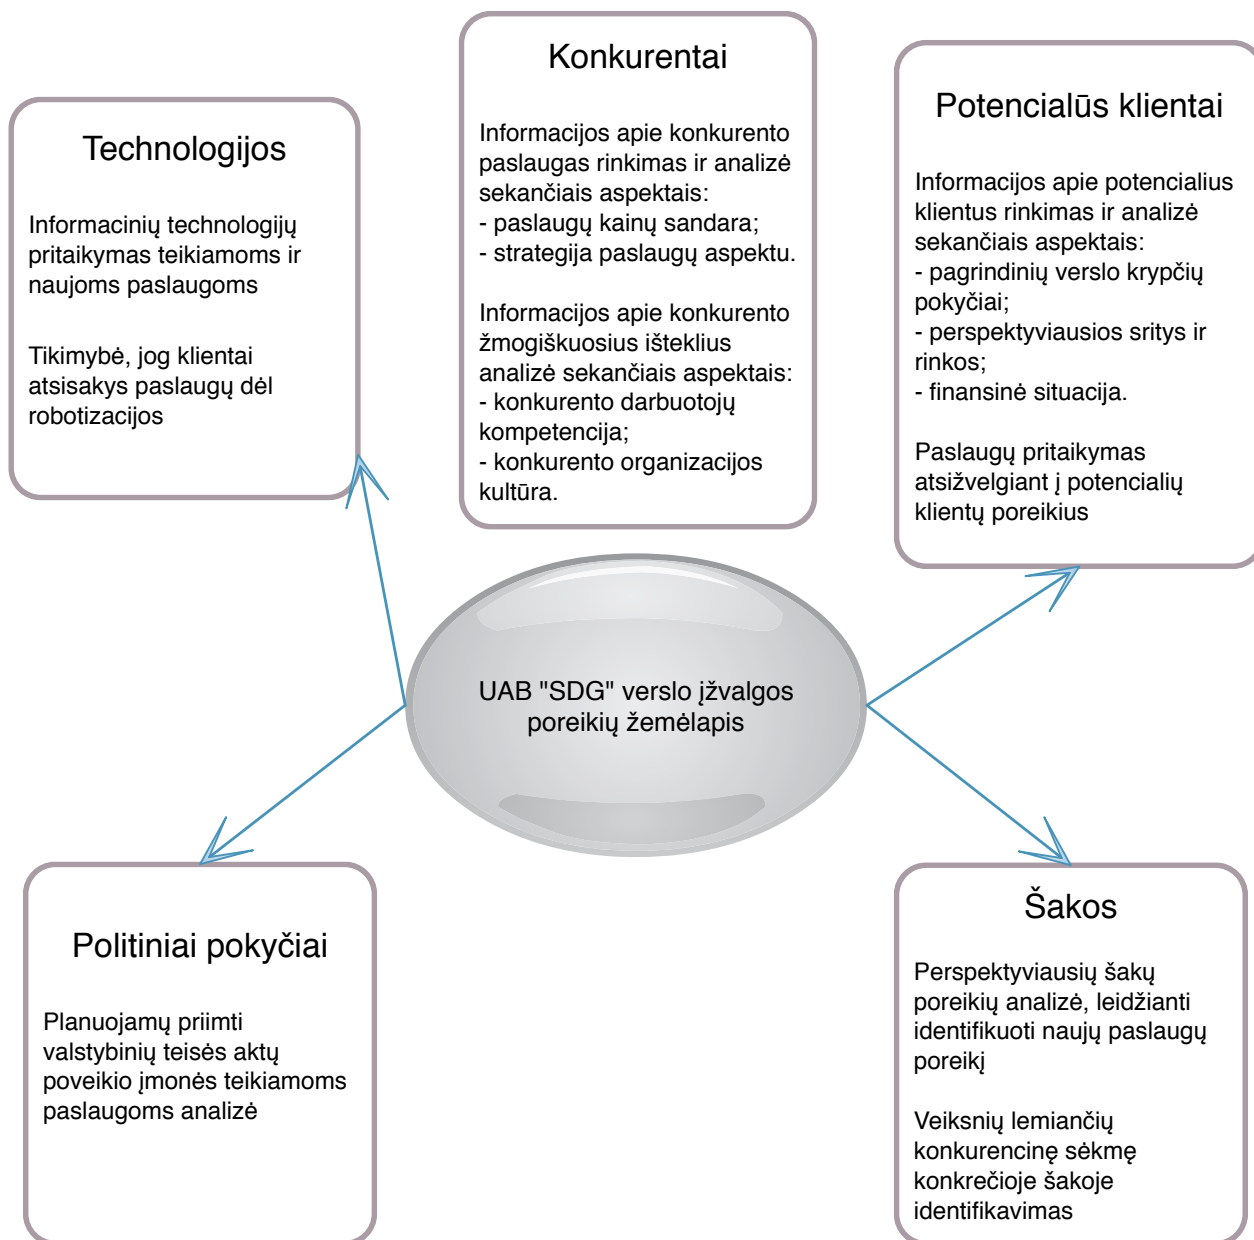 Technologijos
Informacinių technologijų
pritaikymas teikiamoms ir
naujoms paslaugoms
Tikimybė, jog klientai
atsisakys paslaugų dėl
robotizacijos
Konkurentai
Informacijos apie konkurento
paslaugas rinkimas ir analizė
sekančiais aspektais:
- paslaugų kainų sandara;
- strategija paslaugų aspektu.
Informacijos apie konkurento
žmogiškuosius išteklius
analizė sekančiais aspektais:
- konkurento darbuotojų
kompetencija;
- konkurento organizacijos
kultūra.
Potencialūs klientai
Informacijos apie potencialius
klientus rinkimas ir analizė
sekančiais aspektais:
- pagrindinių verslo krypčių
pokyčiai;
- perspektyviausios sritys ir
rinkos;
- finansinė situacija.
Paslaugų pritaikymas
atsižvelgiant į potencialių
klientų poreikius
UAB "SDG" verslo įžvalgos
poreikių žemėlapis
Politiniai pokyčiai
Planuojamų priimti
valstybinių teisės aktų
poveikio įmonės teikiamoms
paslaugoms analizė
Šakos
Perspektyviausių šakų
poreikių analizė, leidžianti
identifikuoti naujų paslaugų
poreikį
Veiksnių lemiančių
konkurencinę sėkmę
konkrečioje šakoje
identifikavimas